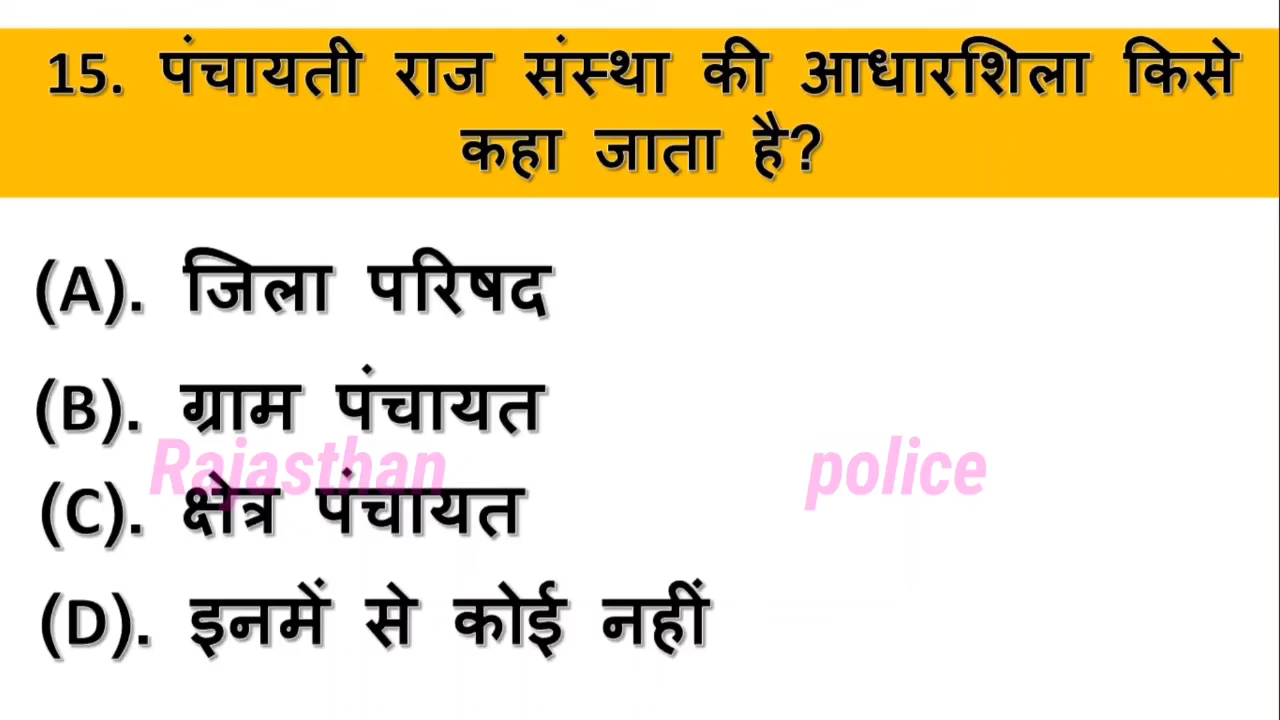 15. पंचायती राज संस्था की आधारशिला किसे
कहा जाता है?
(A). जिला परिषद
(B). ग्राम पंचायत
Rajasthan police
(C). क्षेत्र पंचायत
(D). इनमें से कोई नहीं